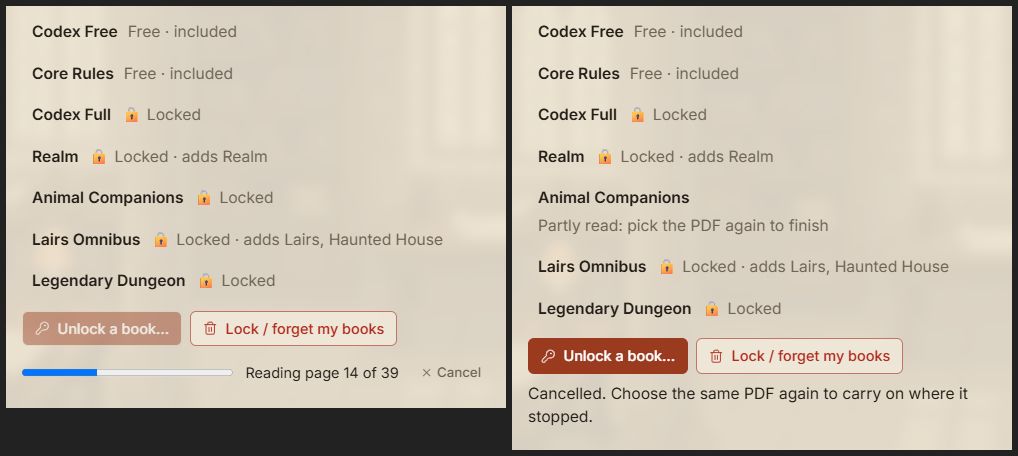 Codex Free Free · included
Core Rules Free · included
Codex Full 🔒 Locked
Realm 🔒 Locked · adds Realm
Animal Companions 🔒 Locked
Lairs Omnibus 🔒 Locked · adds Lairs, Haunted House
Legendary Dungeon 🔒 Locked
Unlock a book... Lock / forget my books
Reading page 14 of 39 × Cancel
Codex Free Free · included
Core Rules Free · included
Codex Full 🔒 Locked
Realm 🔒 Locked · adds Realm
Animal Companions
Partly read: pick the PDF again to finish
Lairs Omnibus 🔒 Locked · adds Lairs, Haunted House
Legendary Dungeon 🔒 Locked
Unlock a book... Lock / forget my books
Cancelled. Choose the same PDF again to carry on where it
stopped.